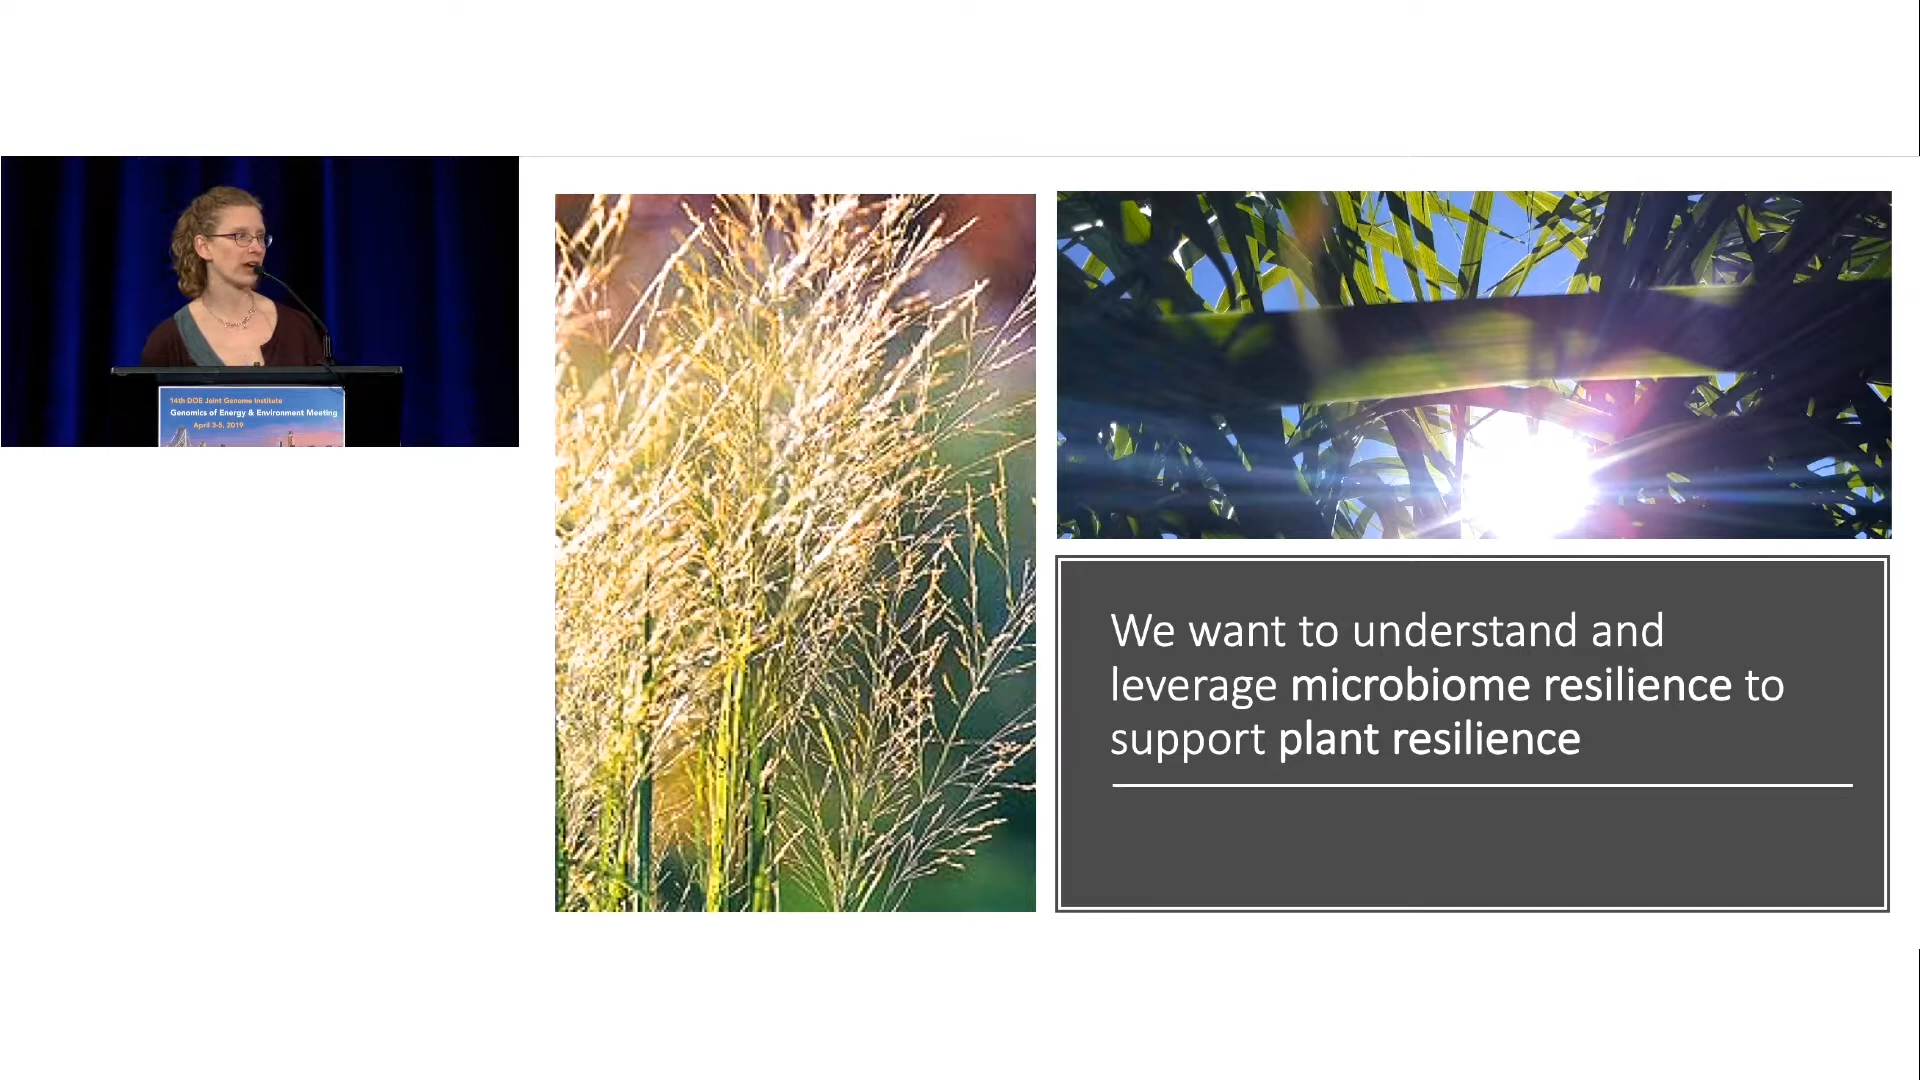 14th DOE Joint Genome Institute
Genomics of Energy & Environment Meeting
April 3-5, 2019
We want to understand and
leverage microbiome resilience to
support plant resilience